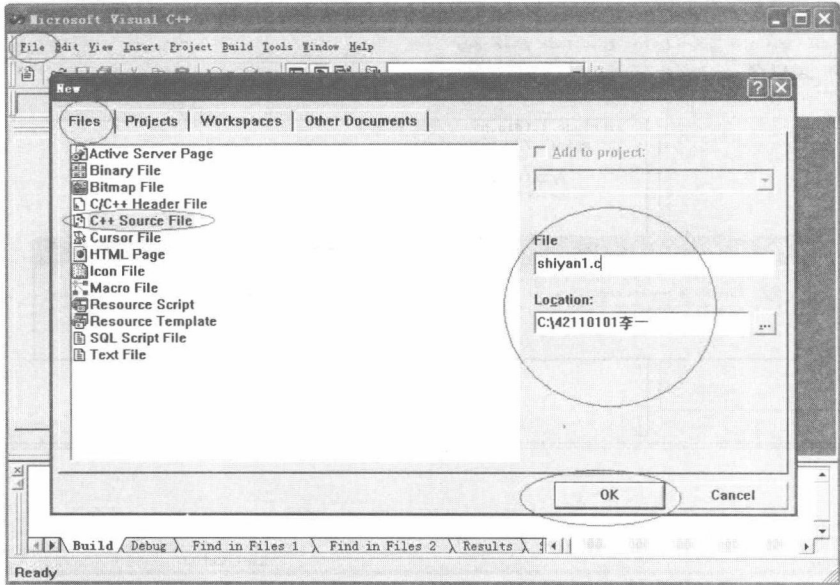 Microsoft Visual C++
File Edit View Insert Project Build Tools Window Help
New
Files Projects Workspaces Other Documents
Active Server Page
Binary File
Bitmap File
C/C++ Header File
C++ Source File
Cursor File
HTML Page
Icon File
Macro File
Resource Script
Resource Template
SQL Script File
Text File
Add to project:
File
shiyan1.c
Location:
C:\42110101李一
...
OK Cancel
Build Debug Find in Files 1 Find in Files 2 Results
Ready